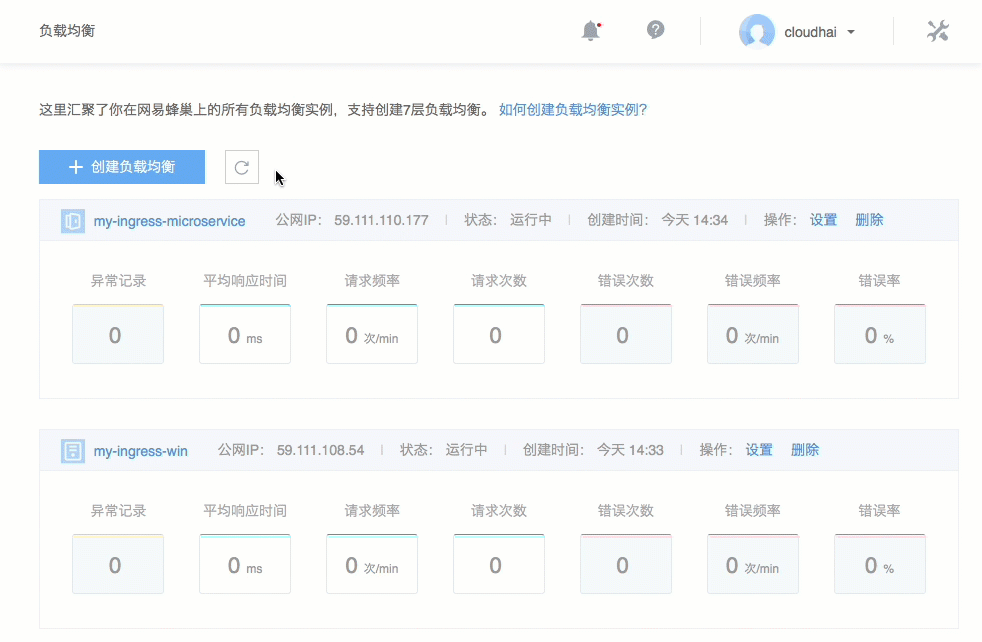 负载均衡 cloudhai
这里汇聚了你在网易蜂巢上的所有负载均衡实例，支持创建7层负载均衡。 如何创建负载均衡实例？
创建负载均衡
my-ingress-microservice 公网IP： 59.111.110.177 状态： 运行中 创建时间： 今天 14:34 操作： 设置 删除
异常记录 平均响应时间 请求频率 请求次数 错误次数 错误频率 错误率
0 0 ms 0 次/min 0 0 0 次/min 0 %
my-ingress-win 公网IP： 59.111.108.54 状态： 运行中 创建时间： 今天 14:33 操作： 设置 删除
异常记录 平均响应时间 请求频率 请求次数 错误次数 错误频率 错误率
0 0 ms 0 次/min 0 0 0 次/min 0 %